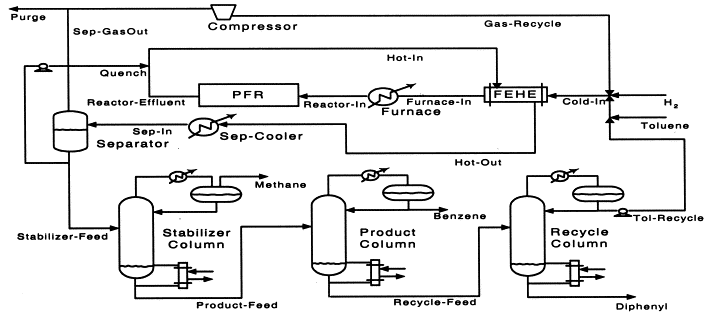 Purge
Sep-GasOut
Compressor
Gas-Recycle
Hot-In
Quench
Reactor-Effluent
PFR
Reactor-In
Furnace-In
Furnace
FEHE
Cold-In
H₂
Toluene
Sep-In
Separator
Sep-Cooler
Hot-Out
Methane
Benzene
Tol-Recycle
Stabilizer-Feed
Stabilizer
Column
Product
Column
Recycle
Column
Product-Feed
Recycle-Feed
Diphenyl